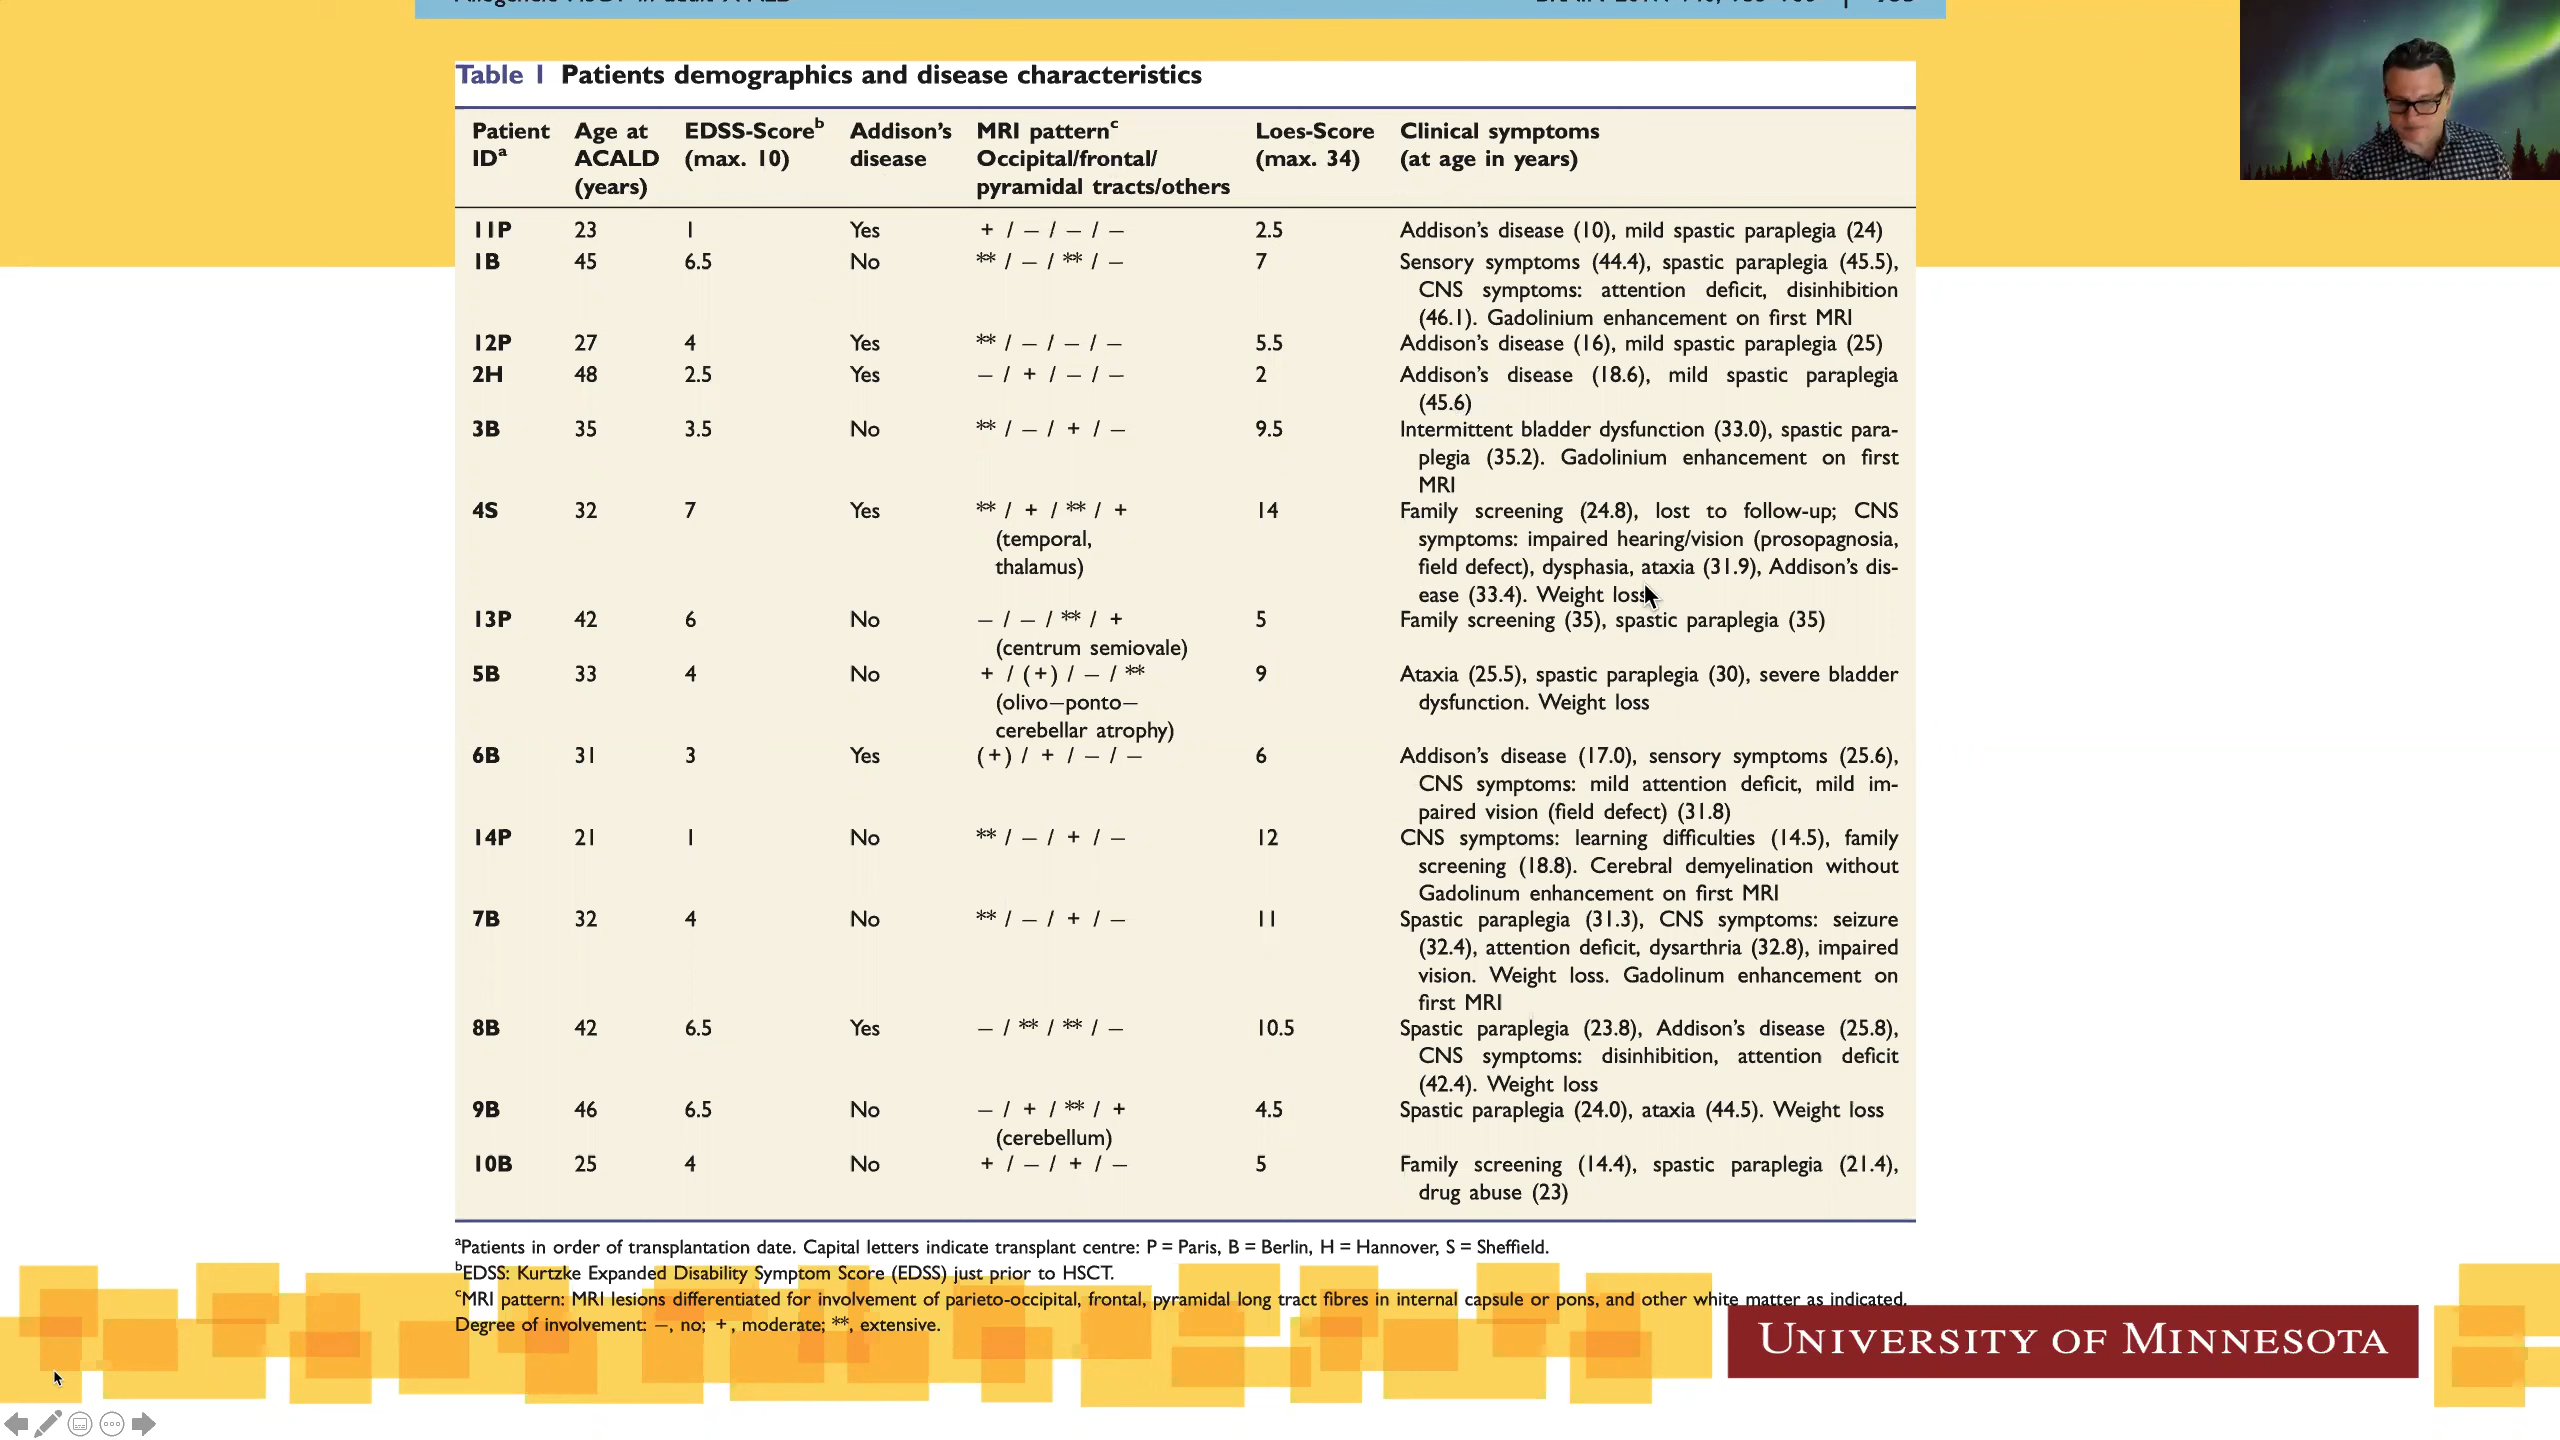 Table 1 Patients demographics and disease characteristics
Patient IDᵃ Age at ACALD (years) EDSS-Scoreᵇ (max. 10) Addison's disease MRI patternᶜ Occipital/frontal/ pyramidal tracts/others Loes-Score (max. 34) Clinical symptoms (at age in years)
11P 23 1 Yes + / – / – / – 2.5 Addison's disease (10), mild spastic paraplegia (24)
1B 45 6.5 No ** / – / ** / – 7 Sensory symptoms (44.4), spastic paraplegia (45.5),
CNS symptoms: attention deficit, disinhibition
(46.1). Gadolinium enhancement on first MRI
12P 27 4 Yes ** / – / – / – 5.5 Addison's disease (16), mild spastic paraplegia (25)
2H 48 2.5 Yes – / + / – / – 2 Addison's disease (18.6), mild spastic paraplegia
(45.6)
3B 35 3.5 No ** / – / + / – 9.5 Intermittent bladder dysfunction (33.0), spastic para-
plegia (35.2). Gadolinium enhancement on first
MRI
4S 32 7 Yes ** / + / ** / + 14 Family screening (24.8), lost to follow-up; CNS
(temporal, symptoms: impaired hearing/vision (prosopagnosia,
thalamus) field defect), dysphasia, ataxia (31.9), Addison's dis-
ease (33.4). Weight loss
13P 42 6 No – / – / ** / + 5 Family screening (35), spastic paraplegia (35)
(centrum semiovale)
5B 33 4 No + / (+) / – / ** 9 Ataxia (25.5), spastic paraplegia (30), severe bladder
(olivo–ponto– dysfunction. Weight loss
cerebellar atrophy)
6B 31 3 Yes (+) / + / – / – 6 Addison's disease (17.0), sensory symptoms (25.6),
CNS symptoms: mild attention deficit, mild im-
paired vision (field defect) (31.8)
14P 21 1 No ** / – / + / – 12 CNS symptoms: learning difficulties (14.5), family
screening (18.8). Cerebral demyelination without
Gadolinum enhancement on first MRI
7B 32 4 No ** / – / + / – 11 Spastic paraplegia (31.3), CNS symptoms: seizure
(32.4), attention deficit, dysarthria (32.8), impaired
vision. Weight loss. Gadolinum enhancement on
first MRI
8B 42 6.5 Yes – / ** / ** / – 10.5 Spastic paraplegia (23.8), Addison's disease (25.8),
CNS symptoms: disinhibition, attention deficit
(42.4). Weight loss
9B 46 6.5 No – / + / ** / + 4.5 Spastic paraplegia (24.0), ataxia (44.5). Weight loss
(cerebellum)
10B 25 4 No + / – / + / – 5 Family screening (14.4), spastic paraplegia (21.4),
drug abuse (23)
ᵃPatients in order of transplantation date. Capital letters indicate transplant centre: P = Paris, B = Berlin, H = Hannover, S = Sheffield.
ᵇEDSS: Kurtzke Expanded Disability Symptom Score (EDSS) just prior to HSCT.
ᶜMRI pattern: MRI lesions differentiated for involvement of parieto-occipital, frontal, pyramidal long tract fibres in internal capsule or pons, and other white matter as indicated.
Degree of involvement: –, no; +, moderate; **, extensive.
UNIVERSITY OF MINNESOTA